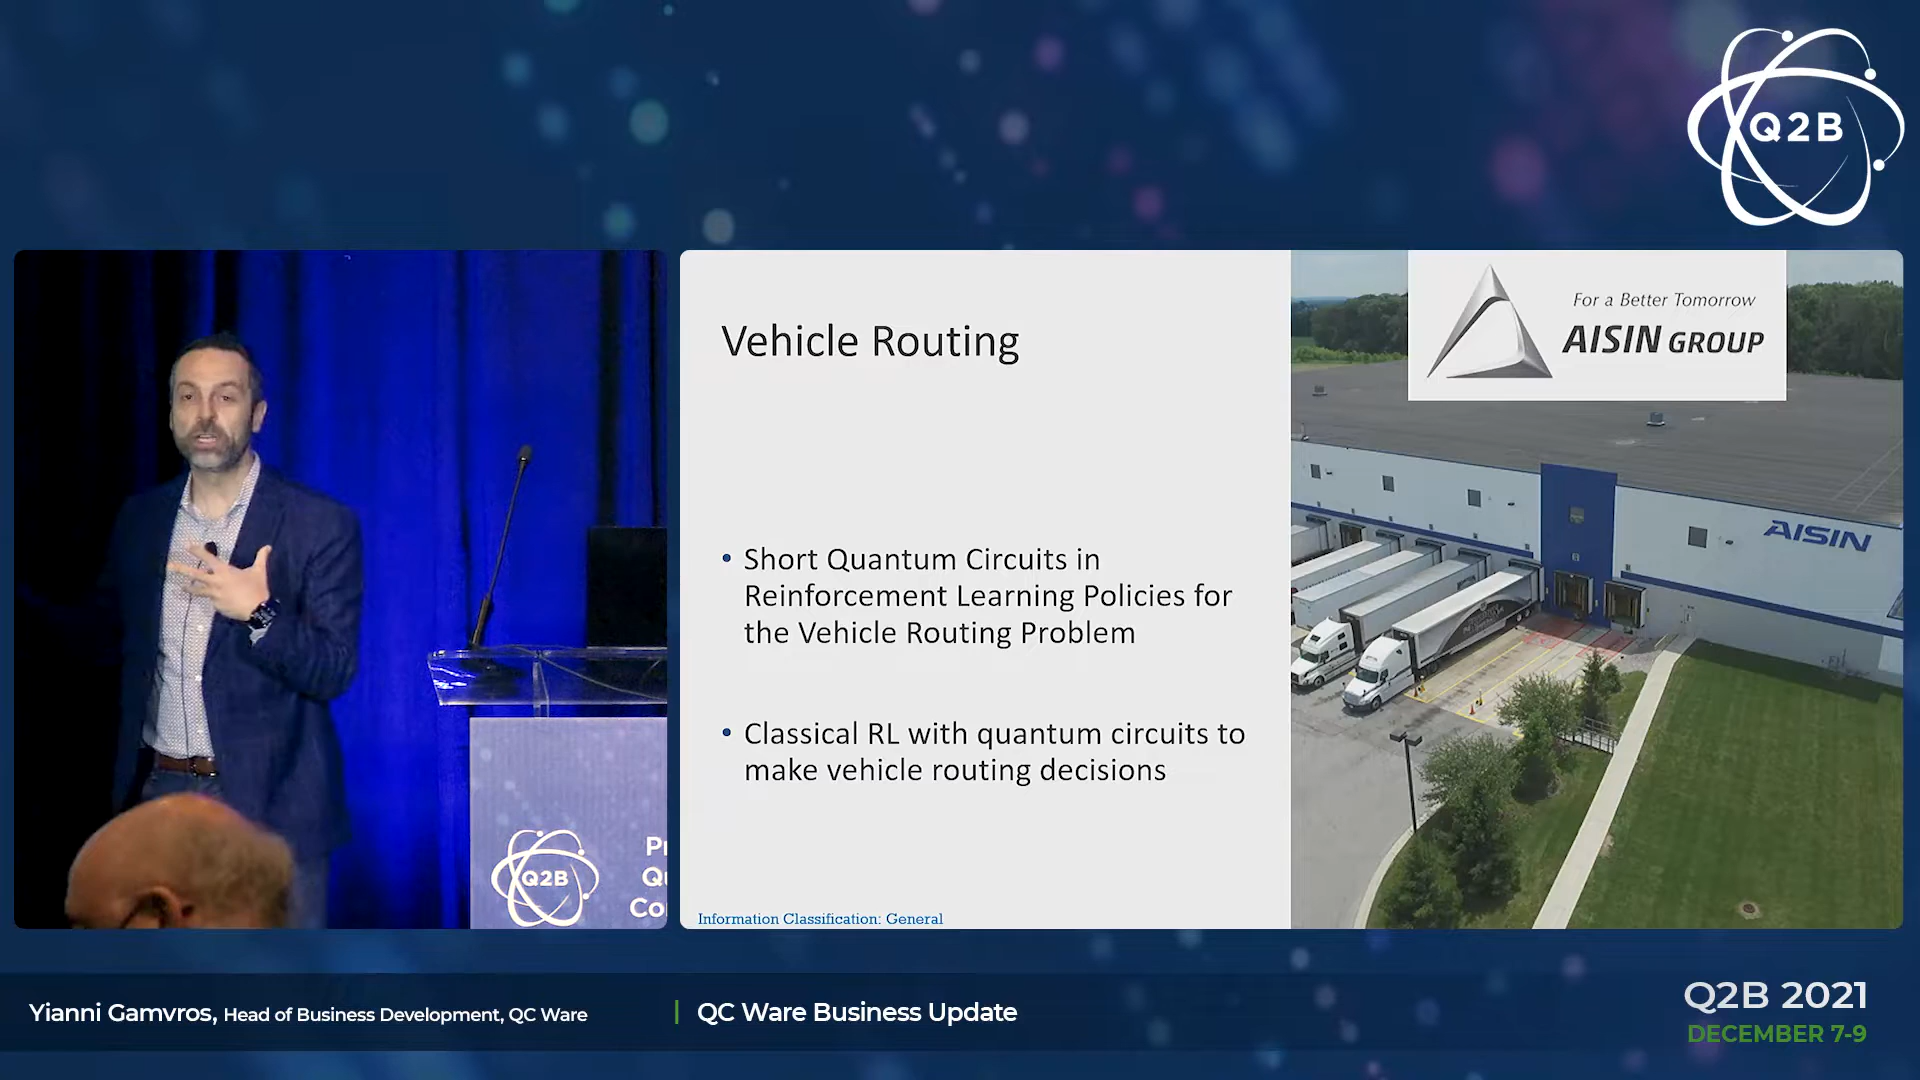 Q2B
Vehicle Routing
• Short Quantum Circuits in
Reinforcement Learning Policies for
the Vehicle Routing Problem
• Classical RL with quantum circuits to
make vehicle routing decisions
Information Classification: General
For a Better Tomorrow
AISIN GROUP
AISIN
Q2B
Yianni Gamvros, Head of Business Development, QC Ware
QC Ware Business Update
Q2B 2021
DECEMBER 7-9